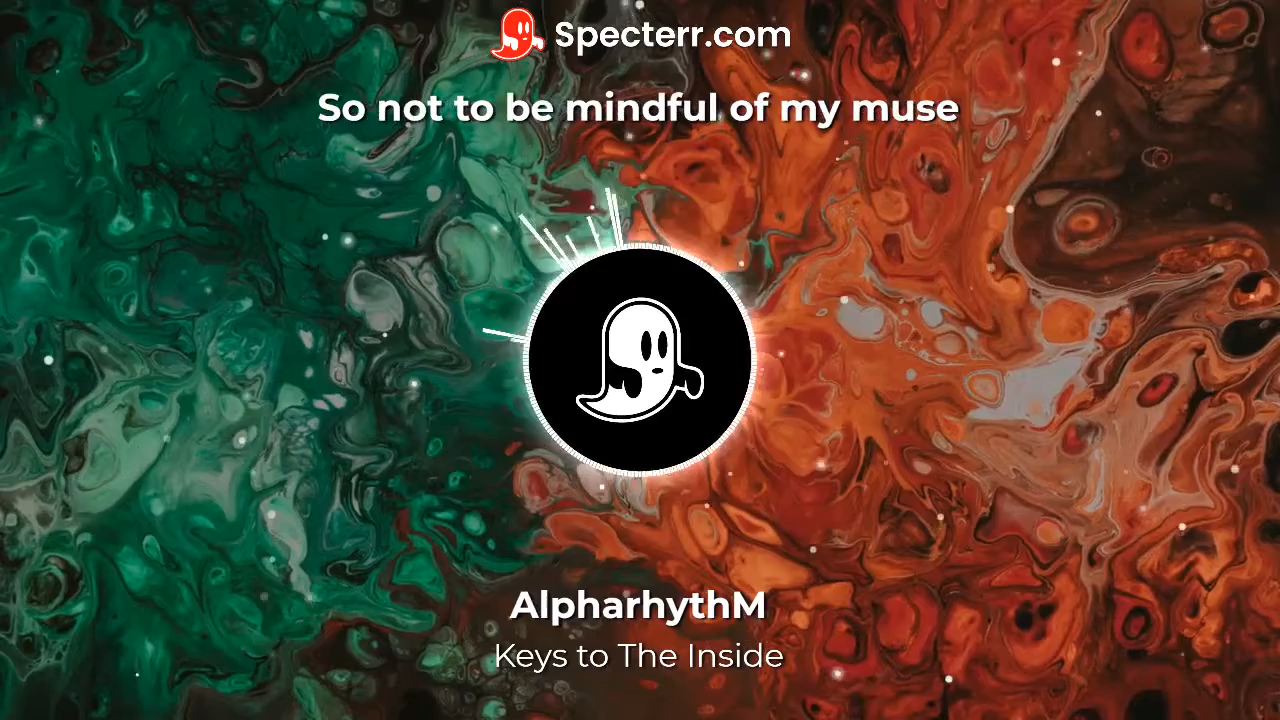 Specterr.com
So not to be mindful of my muse
AlpharhythM
Keys to The Inside